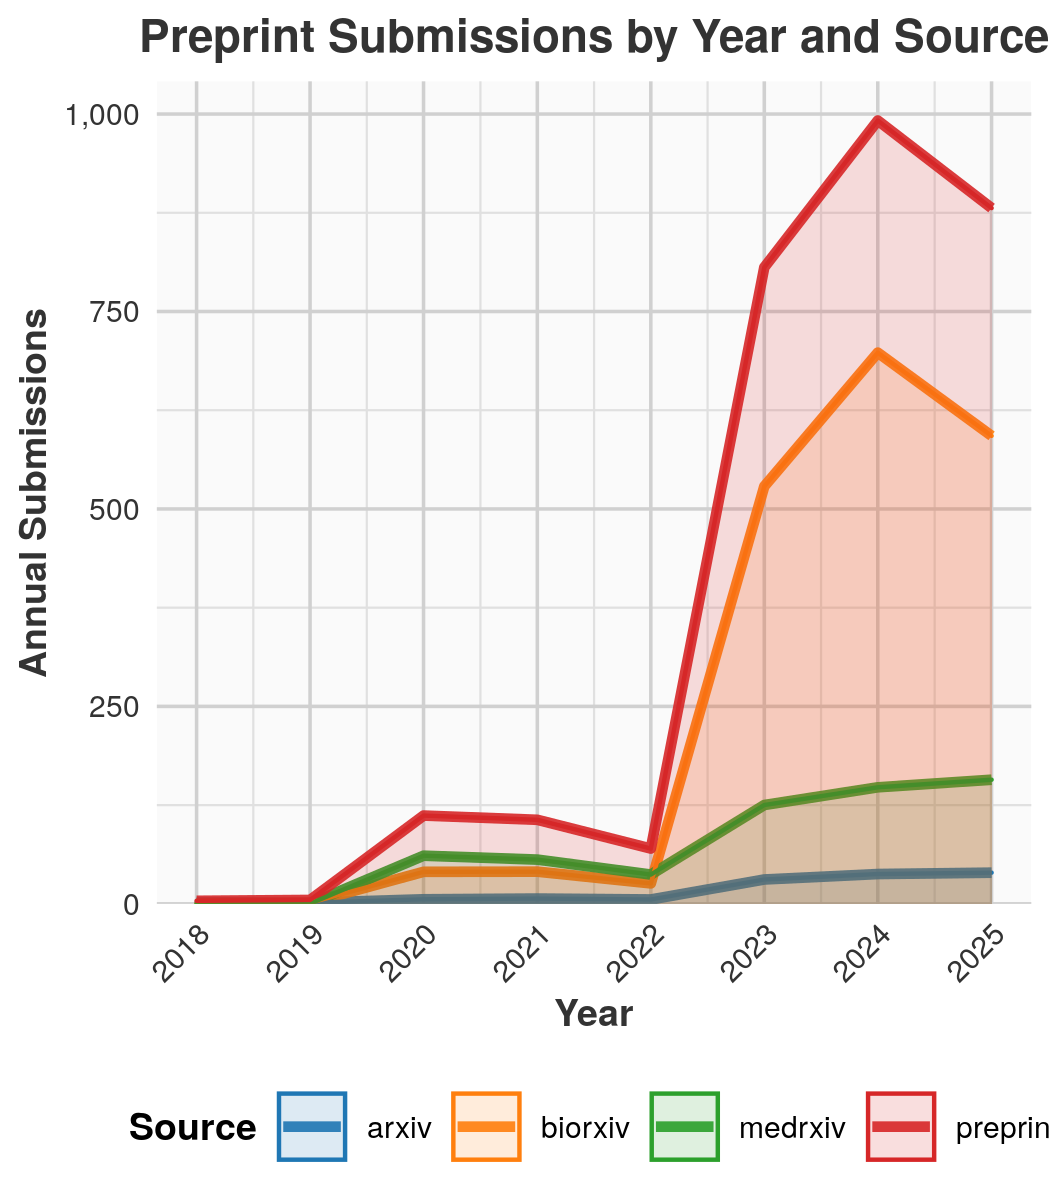 Preprint Submissions by Year and Source
Annual Submissions
1,000
750
500
250
0
2018 2019 2020 2021 2022 2023 2024 2025
Year
Source arxiv biorxiv medrxiv preprin